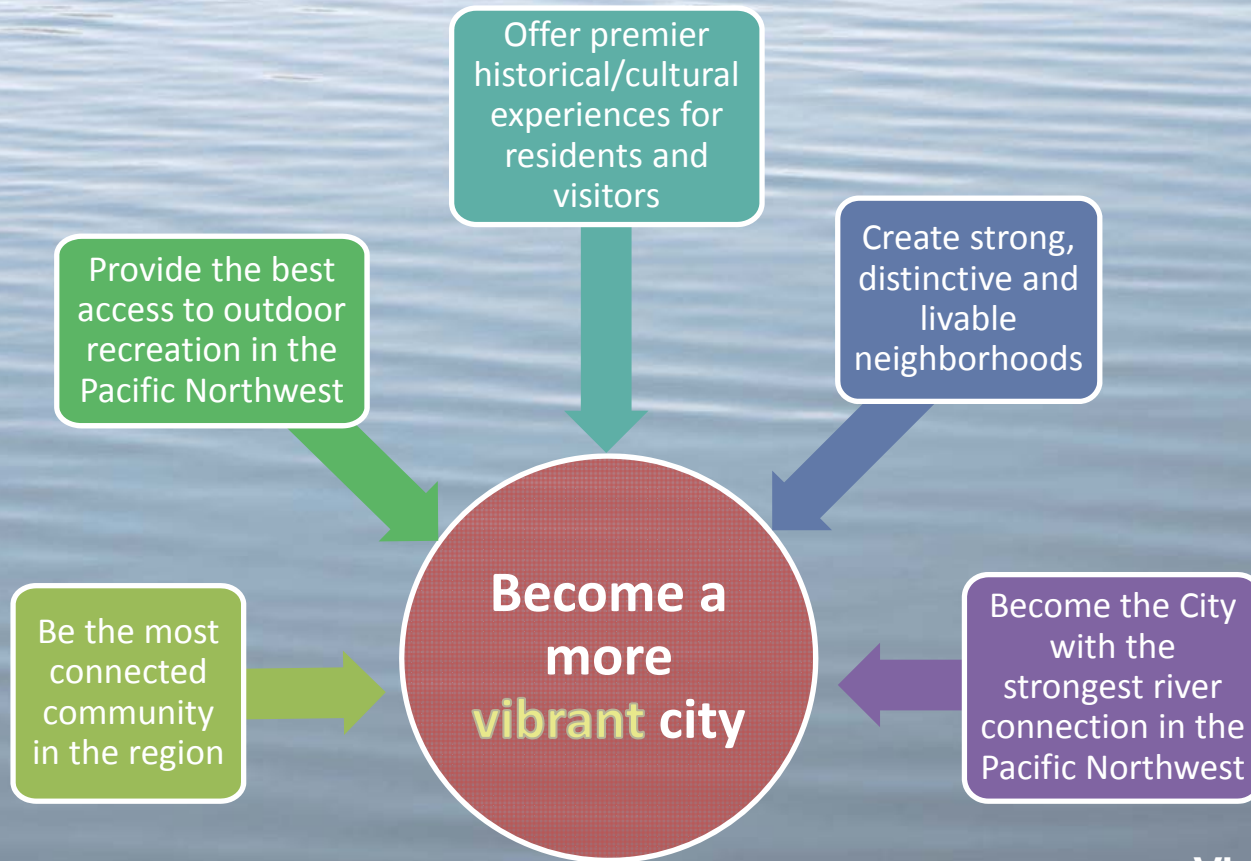 Offer premier
historical/cultural
experiences for
residents and
visitors
Provide the best
access to outdoor
recreation in the
Pacific Northwest
Create strong,
distinctive and
livable
neighborhoods
Be the most
connected
community
in the region
Become a
more
vibrant city
Become the City
with the
strongest river
connection in the
Pacific Northwest